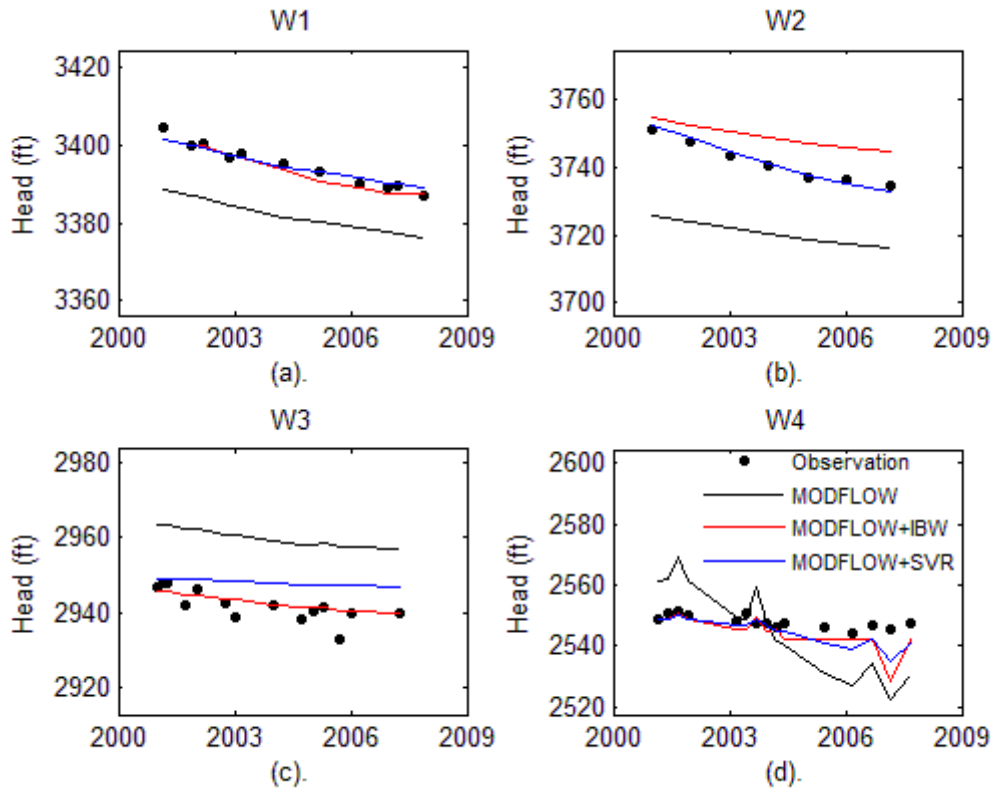 W1
Head (ft)
3420
3400
3380
3360
2000 2003 2006 2009
(a).
W2
Head (ft)
3760
3740
3720
3700
2000 2003 2006 2009
(b).
W3
Head (ft)
2980
2960
2940
2920
2000 2003 2006 2009
(c).
W4
Head (ft)
2600
2580
2560
2540
2520
Observation
MODFLOW
MODFLOW+IBW
MODFLOW+SVR
2000 2003 2006 2009
(d).